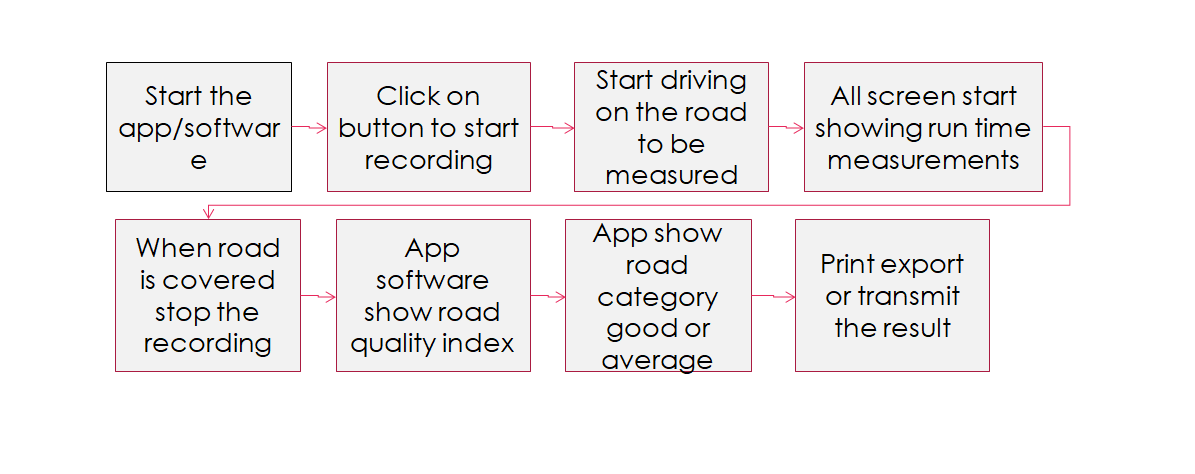 Start the
app/softwar
e
Click on
button to start
recording
Start driving
on the road
to be
measured
All screen start
showing run time
measurements
When road
is covered
stop the
recording
App
software
show road
quality index
App show
road
category
good or
average
Print export
or transmit
the result